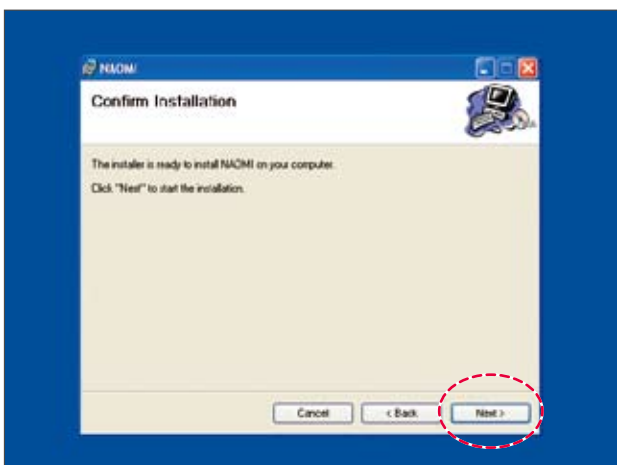 NAOMI
Confirm Installation
The installer is ready to install NAOMI on your computer.
Click "Next" to start the installation.
Cancel
< Back
Next >